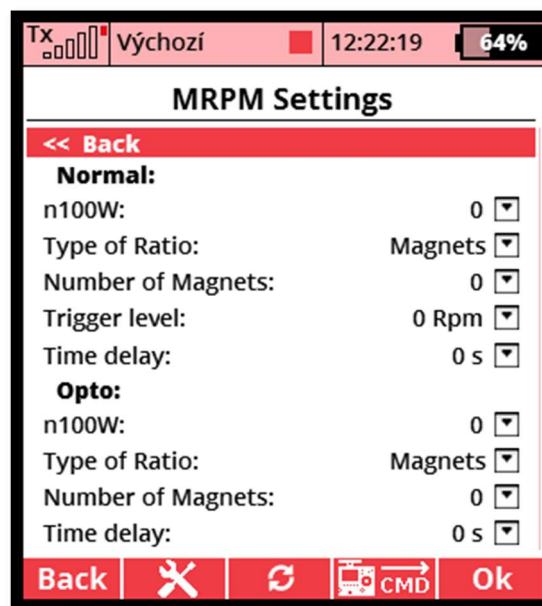 Tx Výchozí 12:22:19 64%
MRPM Settings
<< Back
Normal:
n100W: 0
Type of Ratio: Magnets
Number of Magnets: 0
Trigger level: 0 Rpm
Time delay: 0 s
Opto:
n100W: 0
Type of Ratio: Magnets
Number of Magnets: 0
Time delay: 0 s
Back CMD Ok